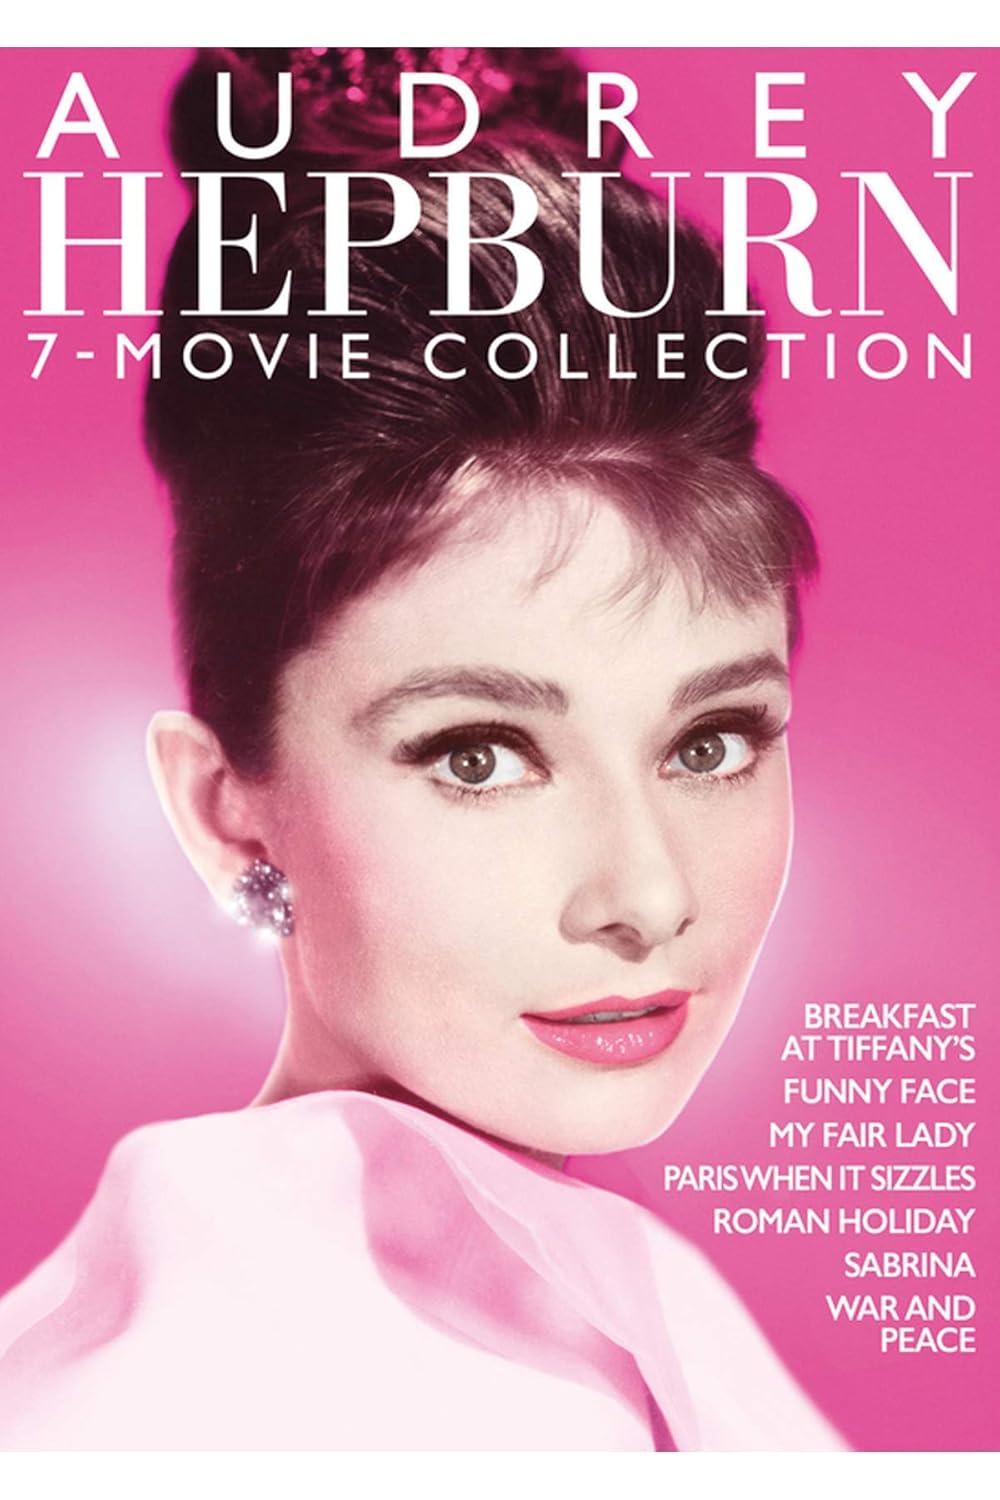 AUDREY
HEPBURN
7-MOVIE COLLECTION
BREAKFAST
AT TIFFANY'S
FUNNY FACE
MY FAIR LADY
PARIS WHEN IT SIZZLES
ROMAN HOLIDAY
SABRINA
WAR AND
PEACE